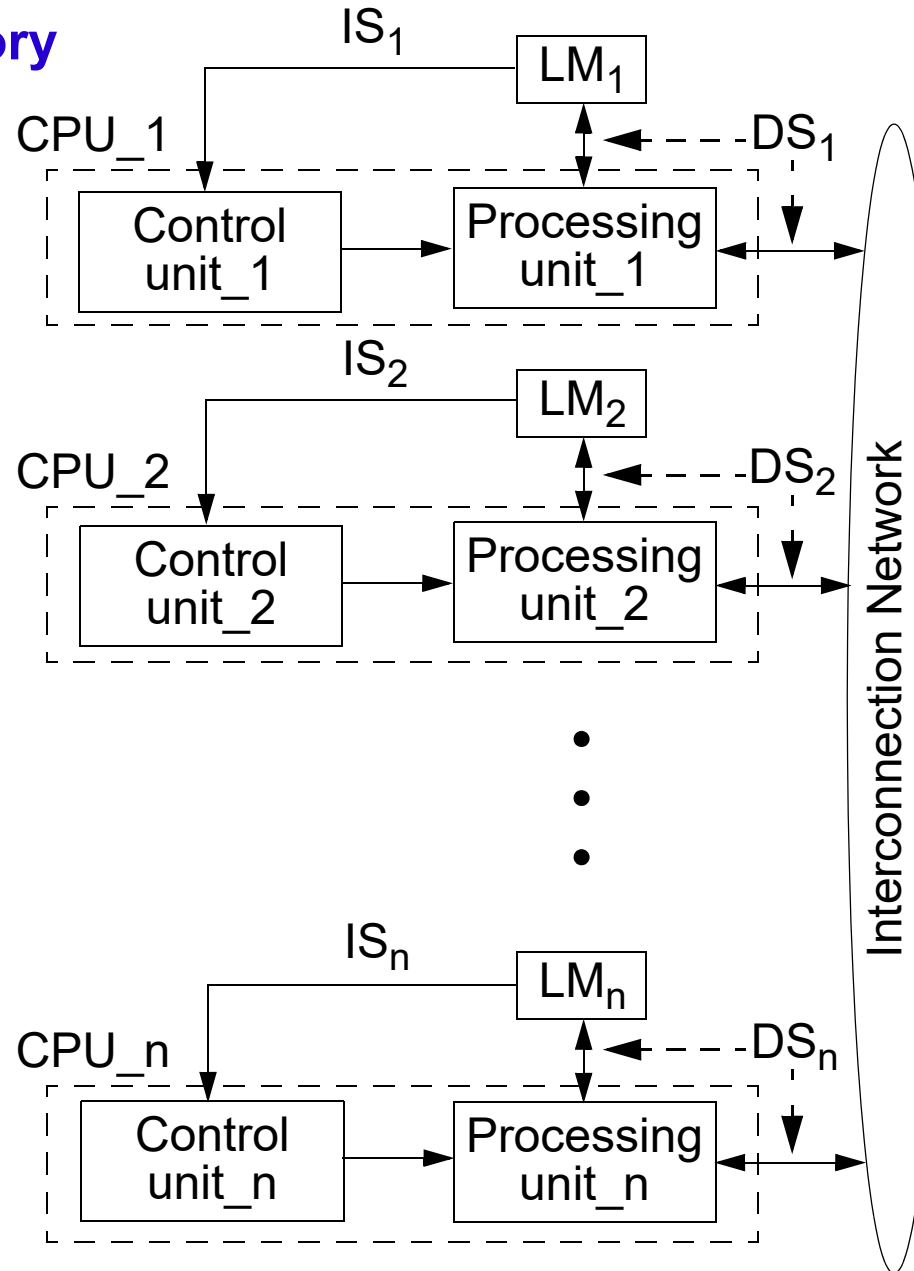 ory
IS1
LM1
CPU_1
DS1
Control
unit_1
Processing
unit_1
IS2
LM2
CPU_2
DS2
Control
unit_2
Processing
unit_2
Interconnection Network
ISn
LMn
CPU_n
DSn
Control
unit_n
Processing
unit_n